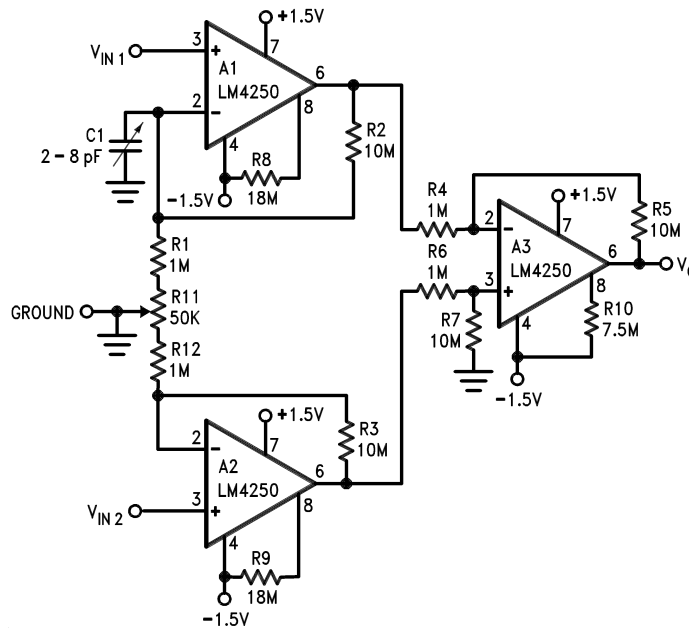 +1.5V
7
VIN 1
3
+
A1
LM4250
6
8
2
−
C1
2 – 8 pF
4
R8
18M
−1.5V
R2
10M
R4
1M
R6
1M
+1.5V
7
2
−
A3
LM4250
3
+
6
8
4
R5
10M
V
R10
7.5M
R7
10M
−1.5V
R1
1M
GROUND
R11
50K
R12
1M
+1.5V
7
2
−
A2
LM4250
6
8
VIN 2
3
+
4
R3
10M
R9
18M
−1.5V